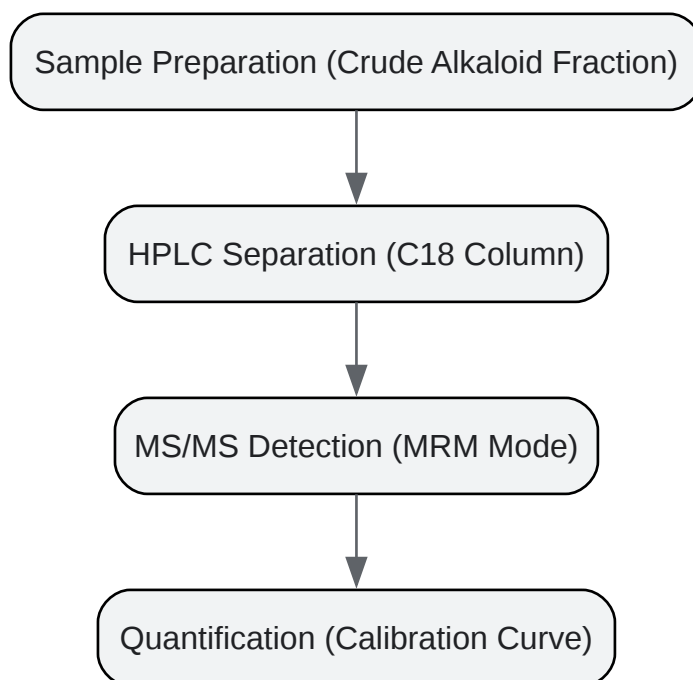 Sample Preparation (Crude Alkaloid Fraction)
HPLC Separation (C18 Column)
MS/MS Detection (MRM Mode)
Quantification (Calibration Curve)